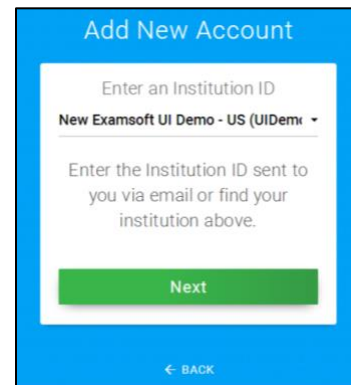 Add New Account
Enter an Institution ID
New Examsoft UI Demo - US (UIDem
Enter the Institution ID sent to
you via email or find your
institution above.
Next
← BACK